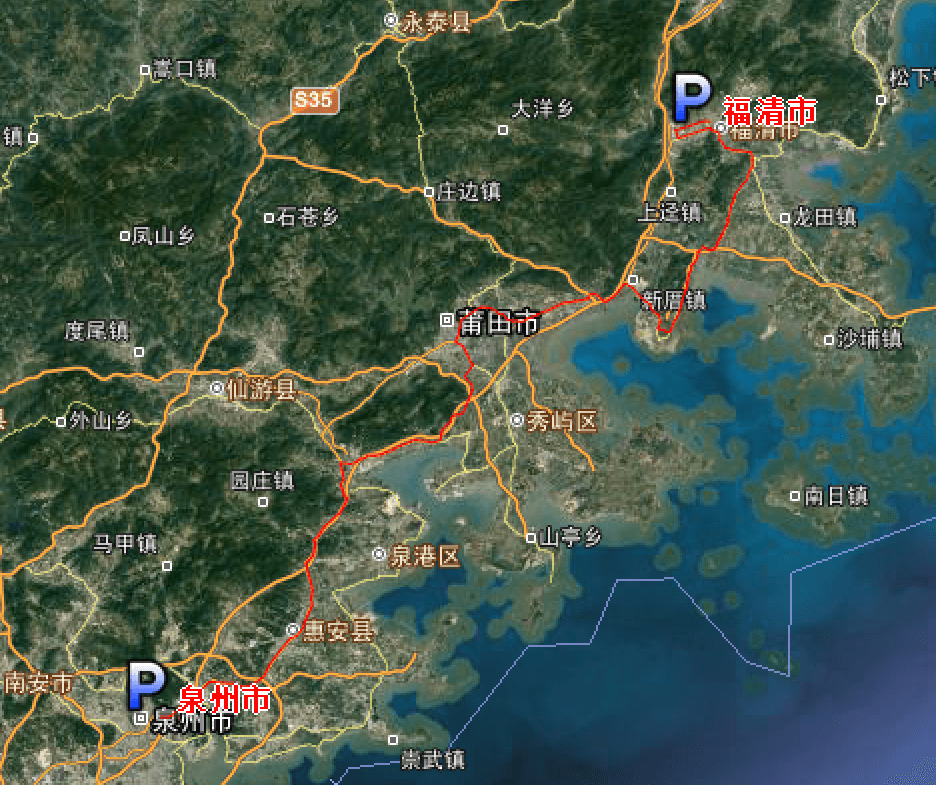 永泰县
嵩口镇
松下
S35
P
福清市
福清市
大洋乡
镇
庄边镇
石苍乡
上迳镇
龙田镇
凤山乡
新厝镇
莆田市
度尾镇
沙埔镇
仙游县
外山乡
秀屿区
园庄镇
南日镇
马甲镇
山亭乡
泉港区
惠安县
P
南安市
泉州市
泉州市
崇武镇